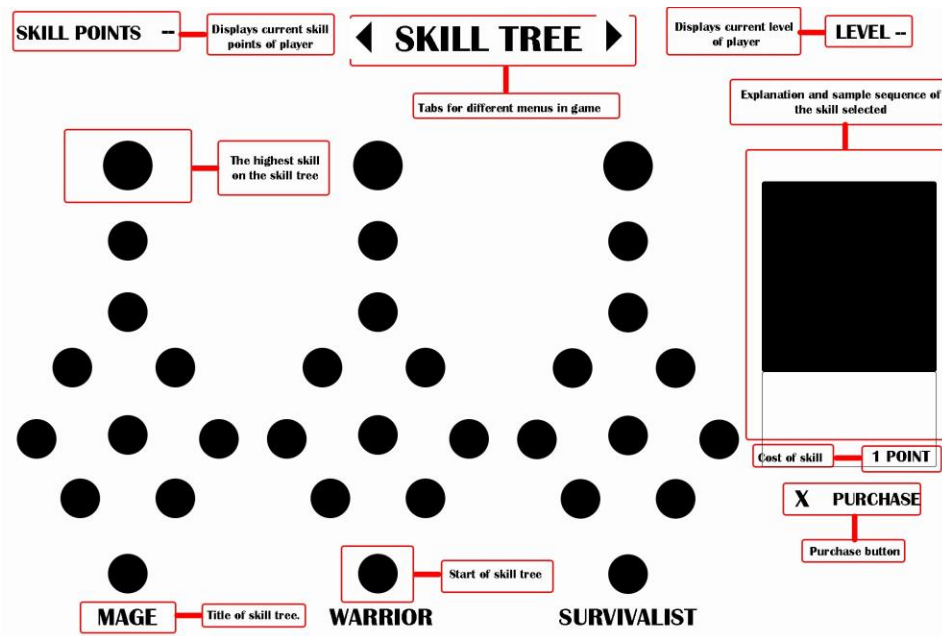 SKILL POINTS --
Displays current skill
points of player
SKILL TREE
Displays current level
of player
LEVEL --
Tabs for different menus in game
Explanation and sample sequence of
the skill selected
The highest skill
on the skill tree
Cost of skill
1 POINT
X PURCHASE
Purchase button
Start of skill tree
MAGE
Title of skill tree.
WARRIOR
SURVIVALIST